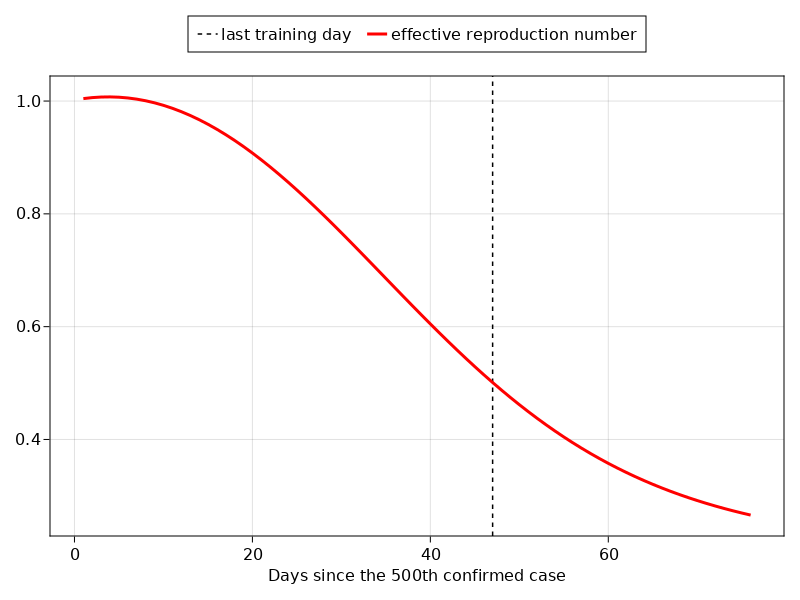 last training day effective reproduction number
1.0
0.8
0.6
0.4
0 20 40 60
Days since the 500th confirmed case